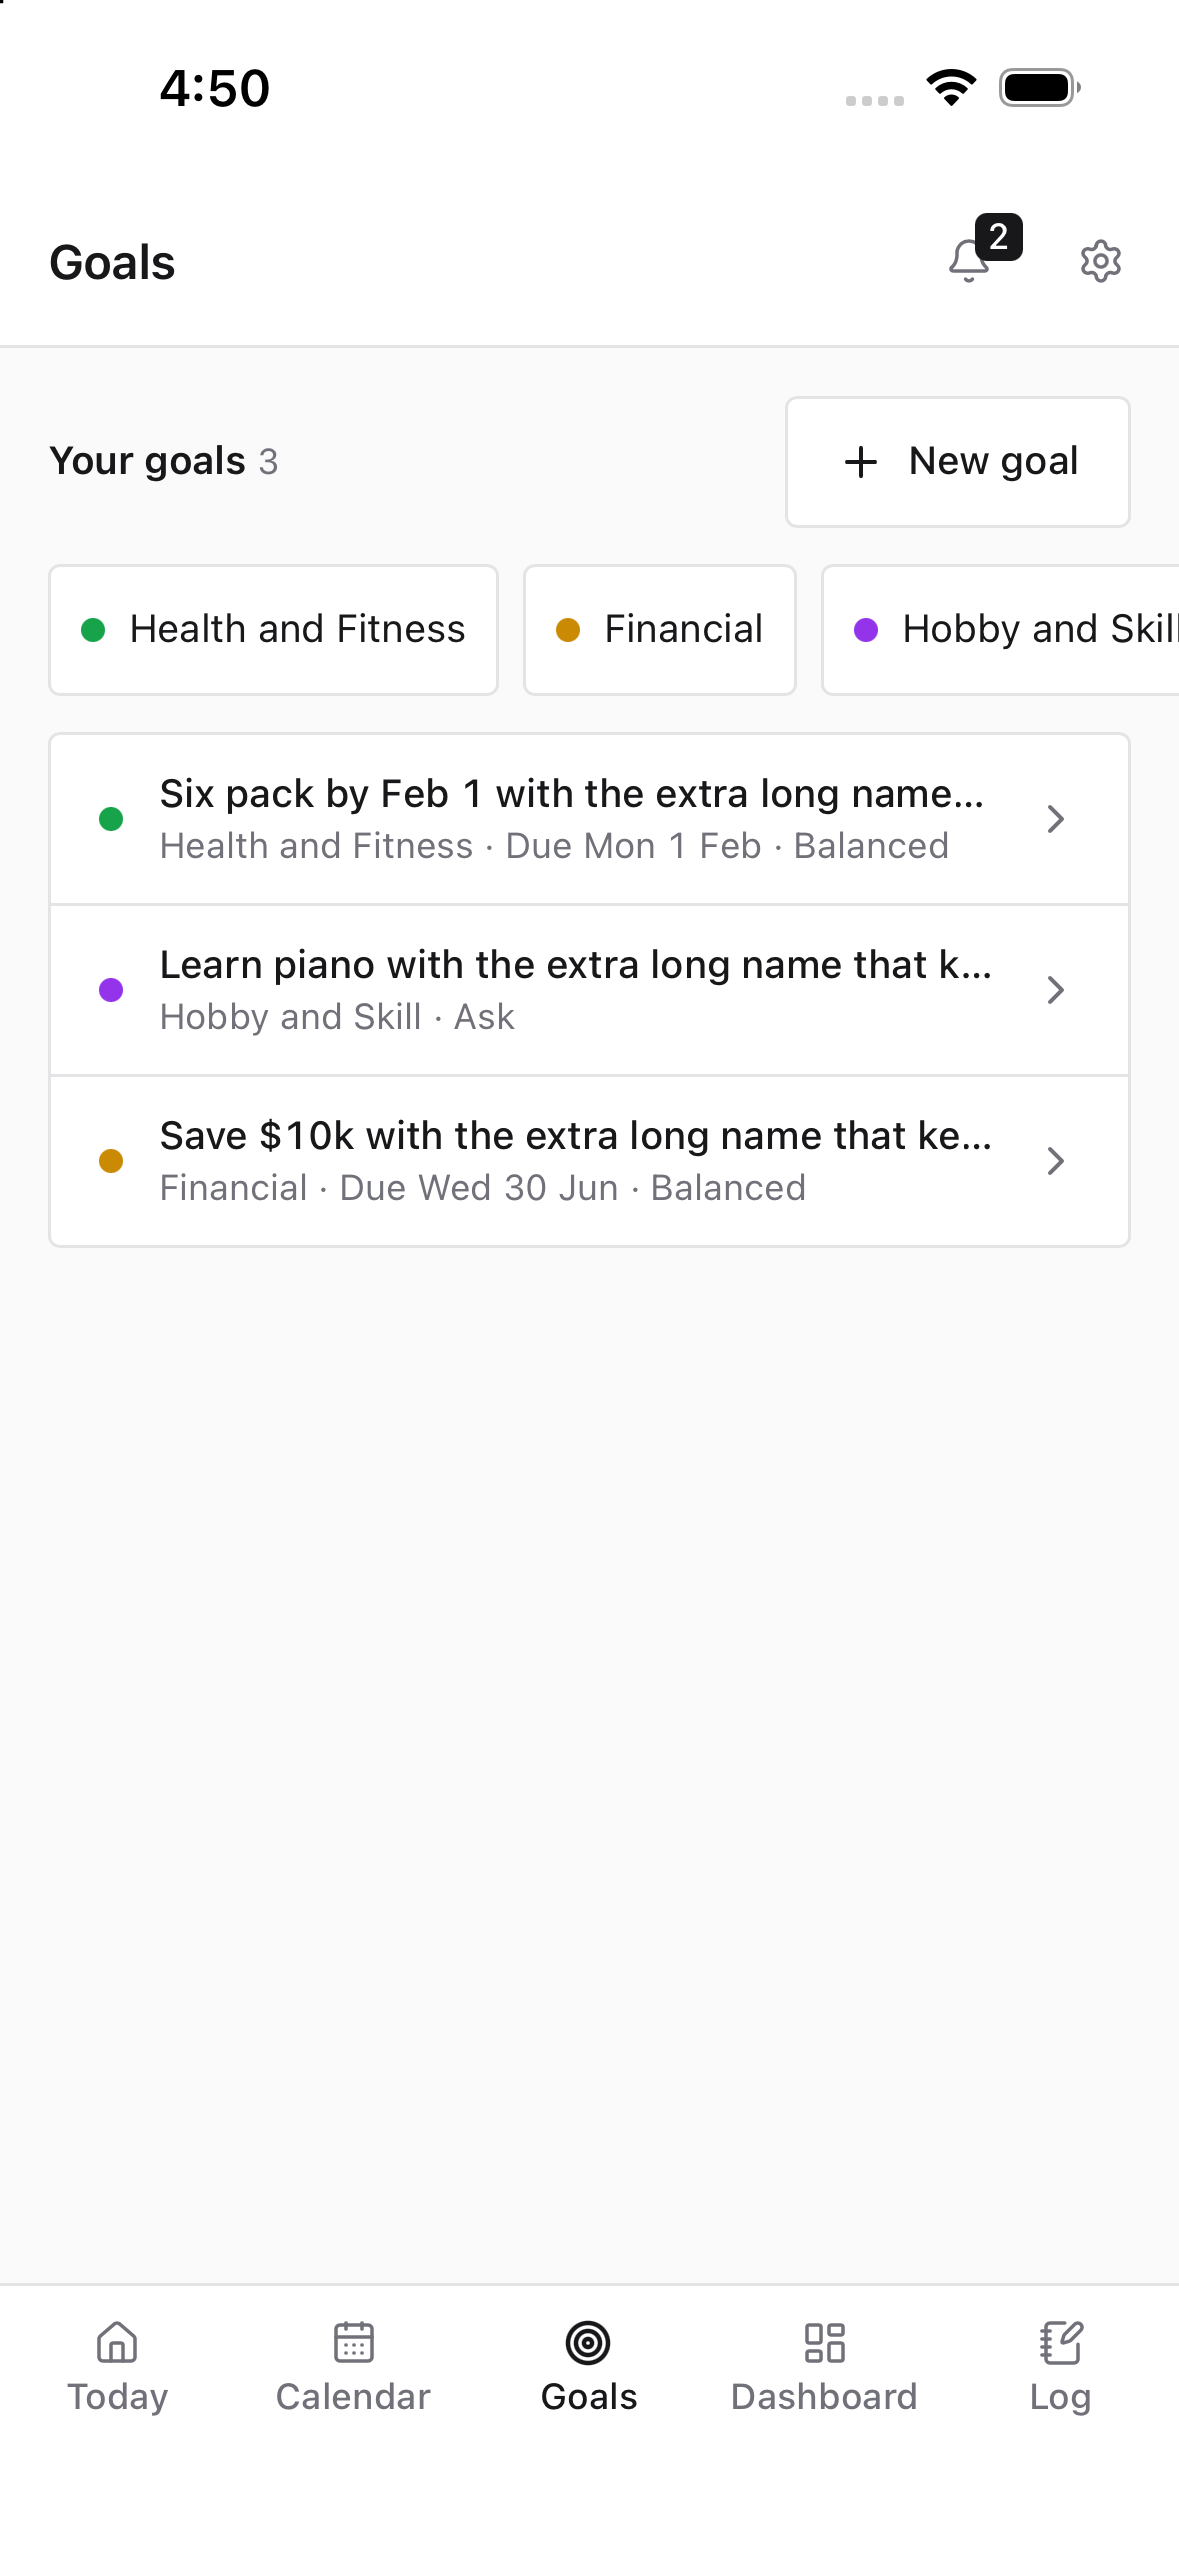 4:50
Goals
2
Your goals 3
New goal
Health and Fitness
Financial
Hobby and Skill
Six pack by Feb 1 with the extra long name...
Health and Fitness · Due Mon 1 Feb · Balanced
Learn piano with the extra long name that k...
Hobby and Skill · Ask
Save $10k with the extra long name that ke...
Financial · Due Wed 30 Jun · Balanced
Today
Calendar
Goals
Dashboard
Log